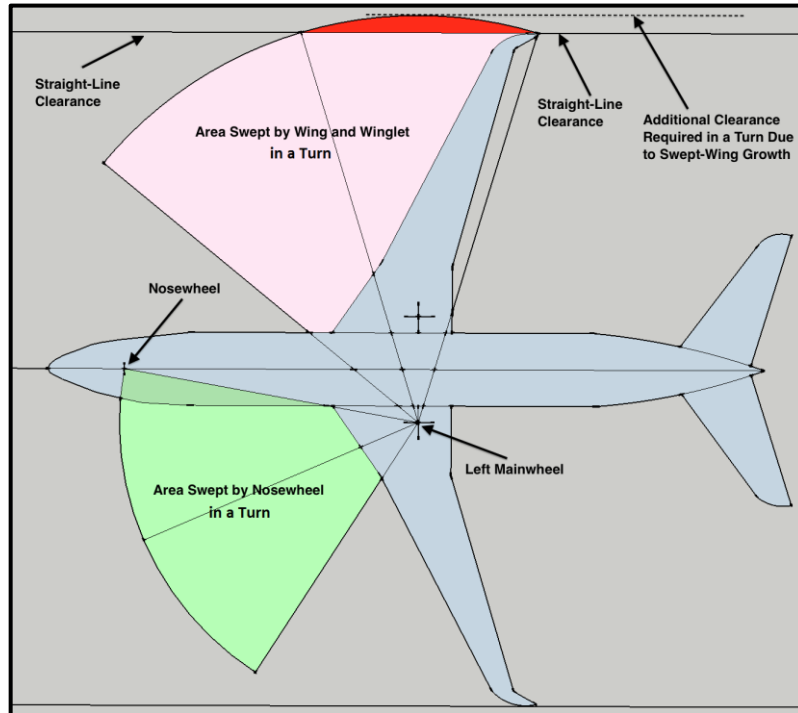 Straight-Line
Clearance
Area Swept by Wing and Winglet
in a Turn
Straight-Line
Clearance
Additional Clearance
Required in a Turn Due
to Swept-Wing Growth
Nosewheel
Left Mainwheel
Area Swept by Nosewheel
in a Turn